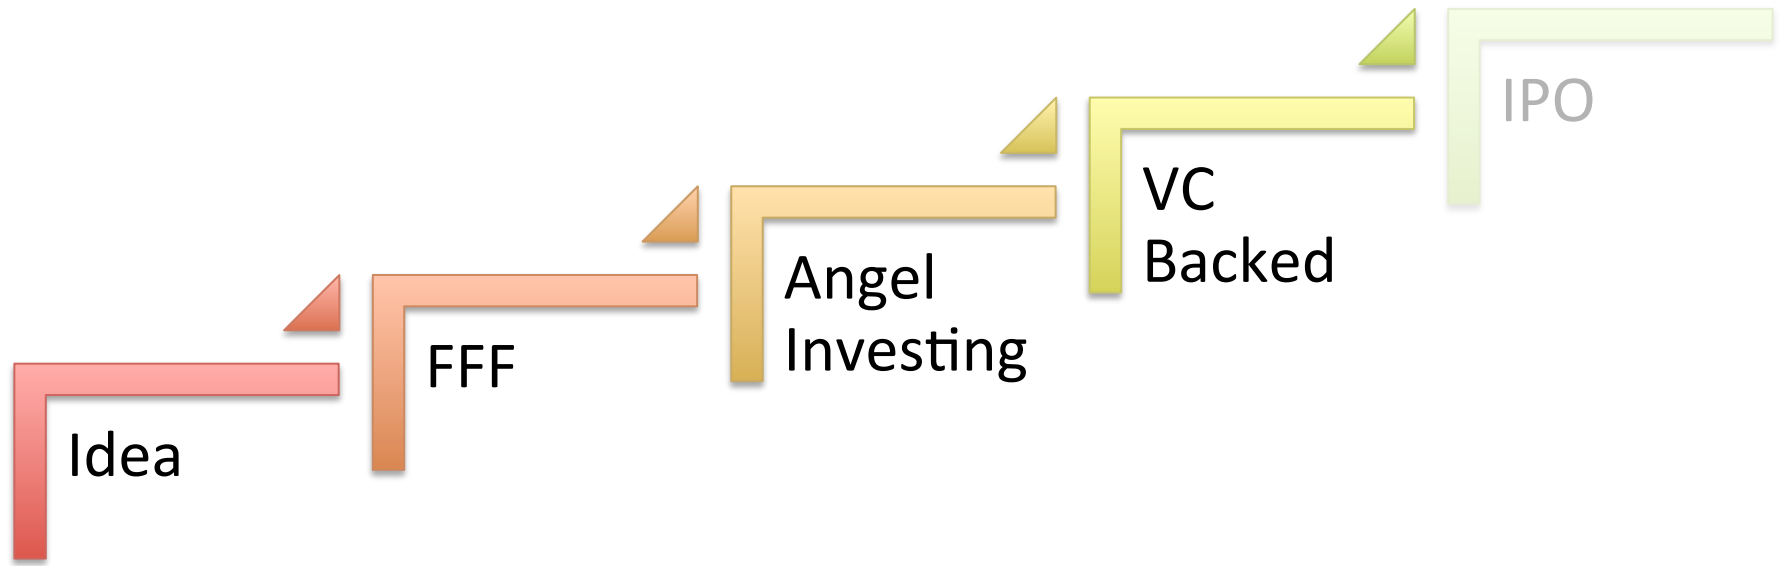 Idea
FFF
Angel
Investing
VC
Backed
IPO